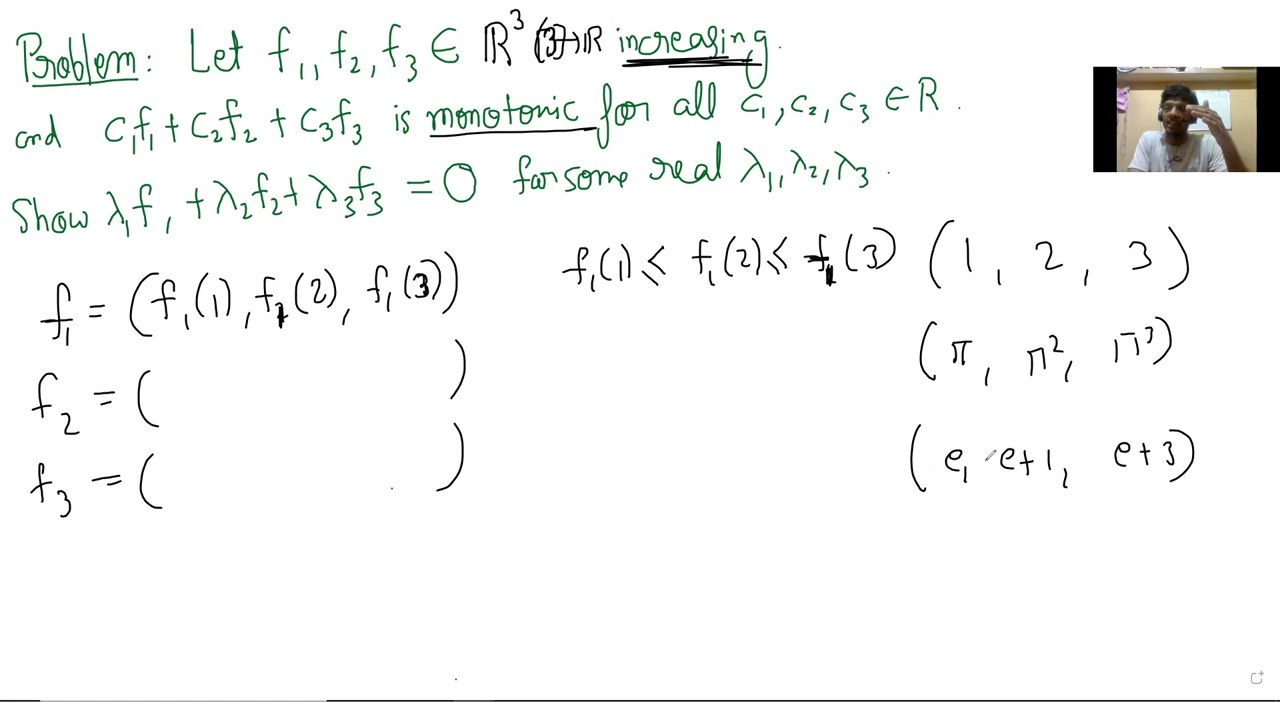 Problem: Let f₁, f₂, f₃ ∈ ℝ³ (3)→ℝ increasing.
and c₁f₁ + c₂f₂ + c₃f₃ is monotonic for all c₁, c₂, c₃ ∈ R.
Show λ₁f₁ + λ₂f₂ + λ₃f₃ = 0 for some real λ₁, λ₂, λ₃.
f₁(1) ≤ f₁(2) ≤ f₁(3) (1, 2, 3)
f₁ = (f₁(1), f₁(2), f₁(3))
(π, π², π³)
f₂ = ( )
(e, e+1, e+3)
f₃ = ( )